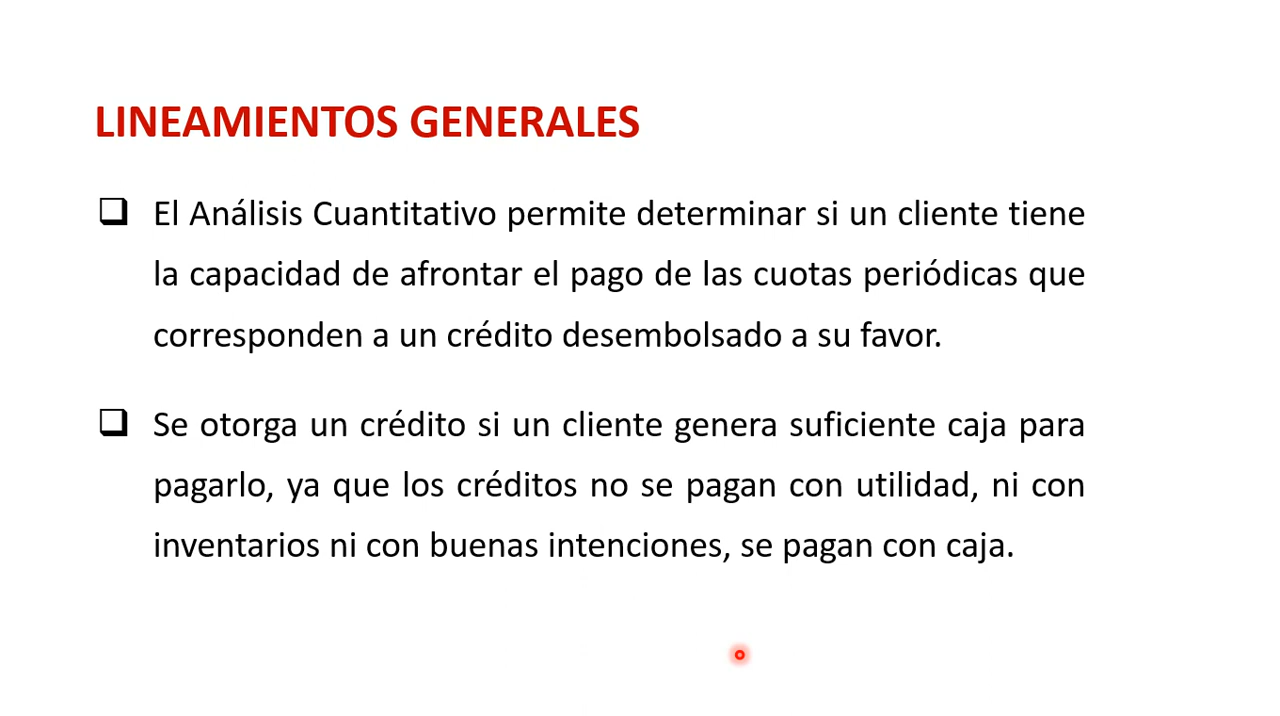 LINEAMIENTOS GENERALES
El Análisis Cuantitativo permite determinar si un cliente tiene
la capacidad de afrontar el pago de las cuotas periódicas que
corresponden a un crédito desembolsado a su favor.
Se otorga un crédito si un cliente genera suficiente caja para
pagarlo, ya que los créditos no se pagan con utilidad, ni con
inventarios ni con buenas intenciones, se pagan con caja.